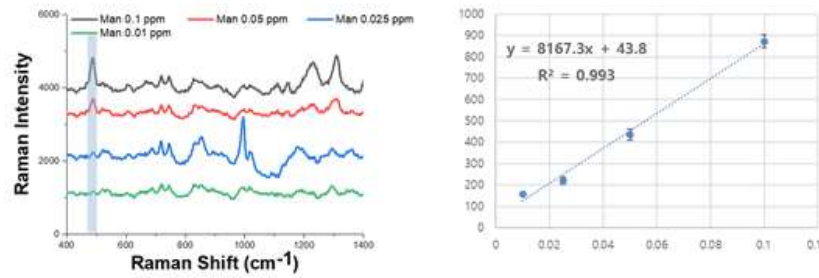 Man 0.1 ppm Man 0.05 ppm Man 0.025 ppm
Man 0.01 ppm
6000
4000
2000
0
Raman Intensity
400 600 800 1000 1200 1400
Raman Shift (cm-1)
1000
900
800
700
600
500
400
300
200
100
0
y = 8167.3x + 43.8
R² = 0.993
0 0.02 0.04 0.06 0.08 0.1 0.12